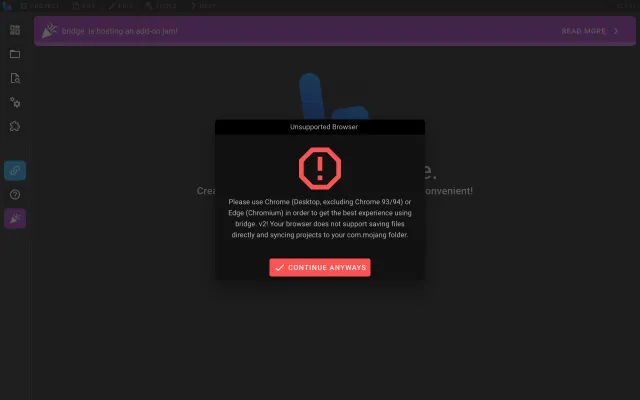 bridge. is hosting an add-on jam!
READ MORE
Unsupported Browser
Please use Chrome (Desktop, excluding Chrome 93/94) or
Edge (Chromium) in order to get the best experience using
bridge. v2! Your browser does not support saving files
directly and syncing projects to your com.mojang folder.
CONTINUE ANYWAYS
e.
Crea
convenient!